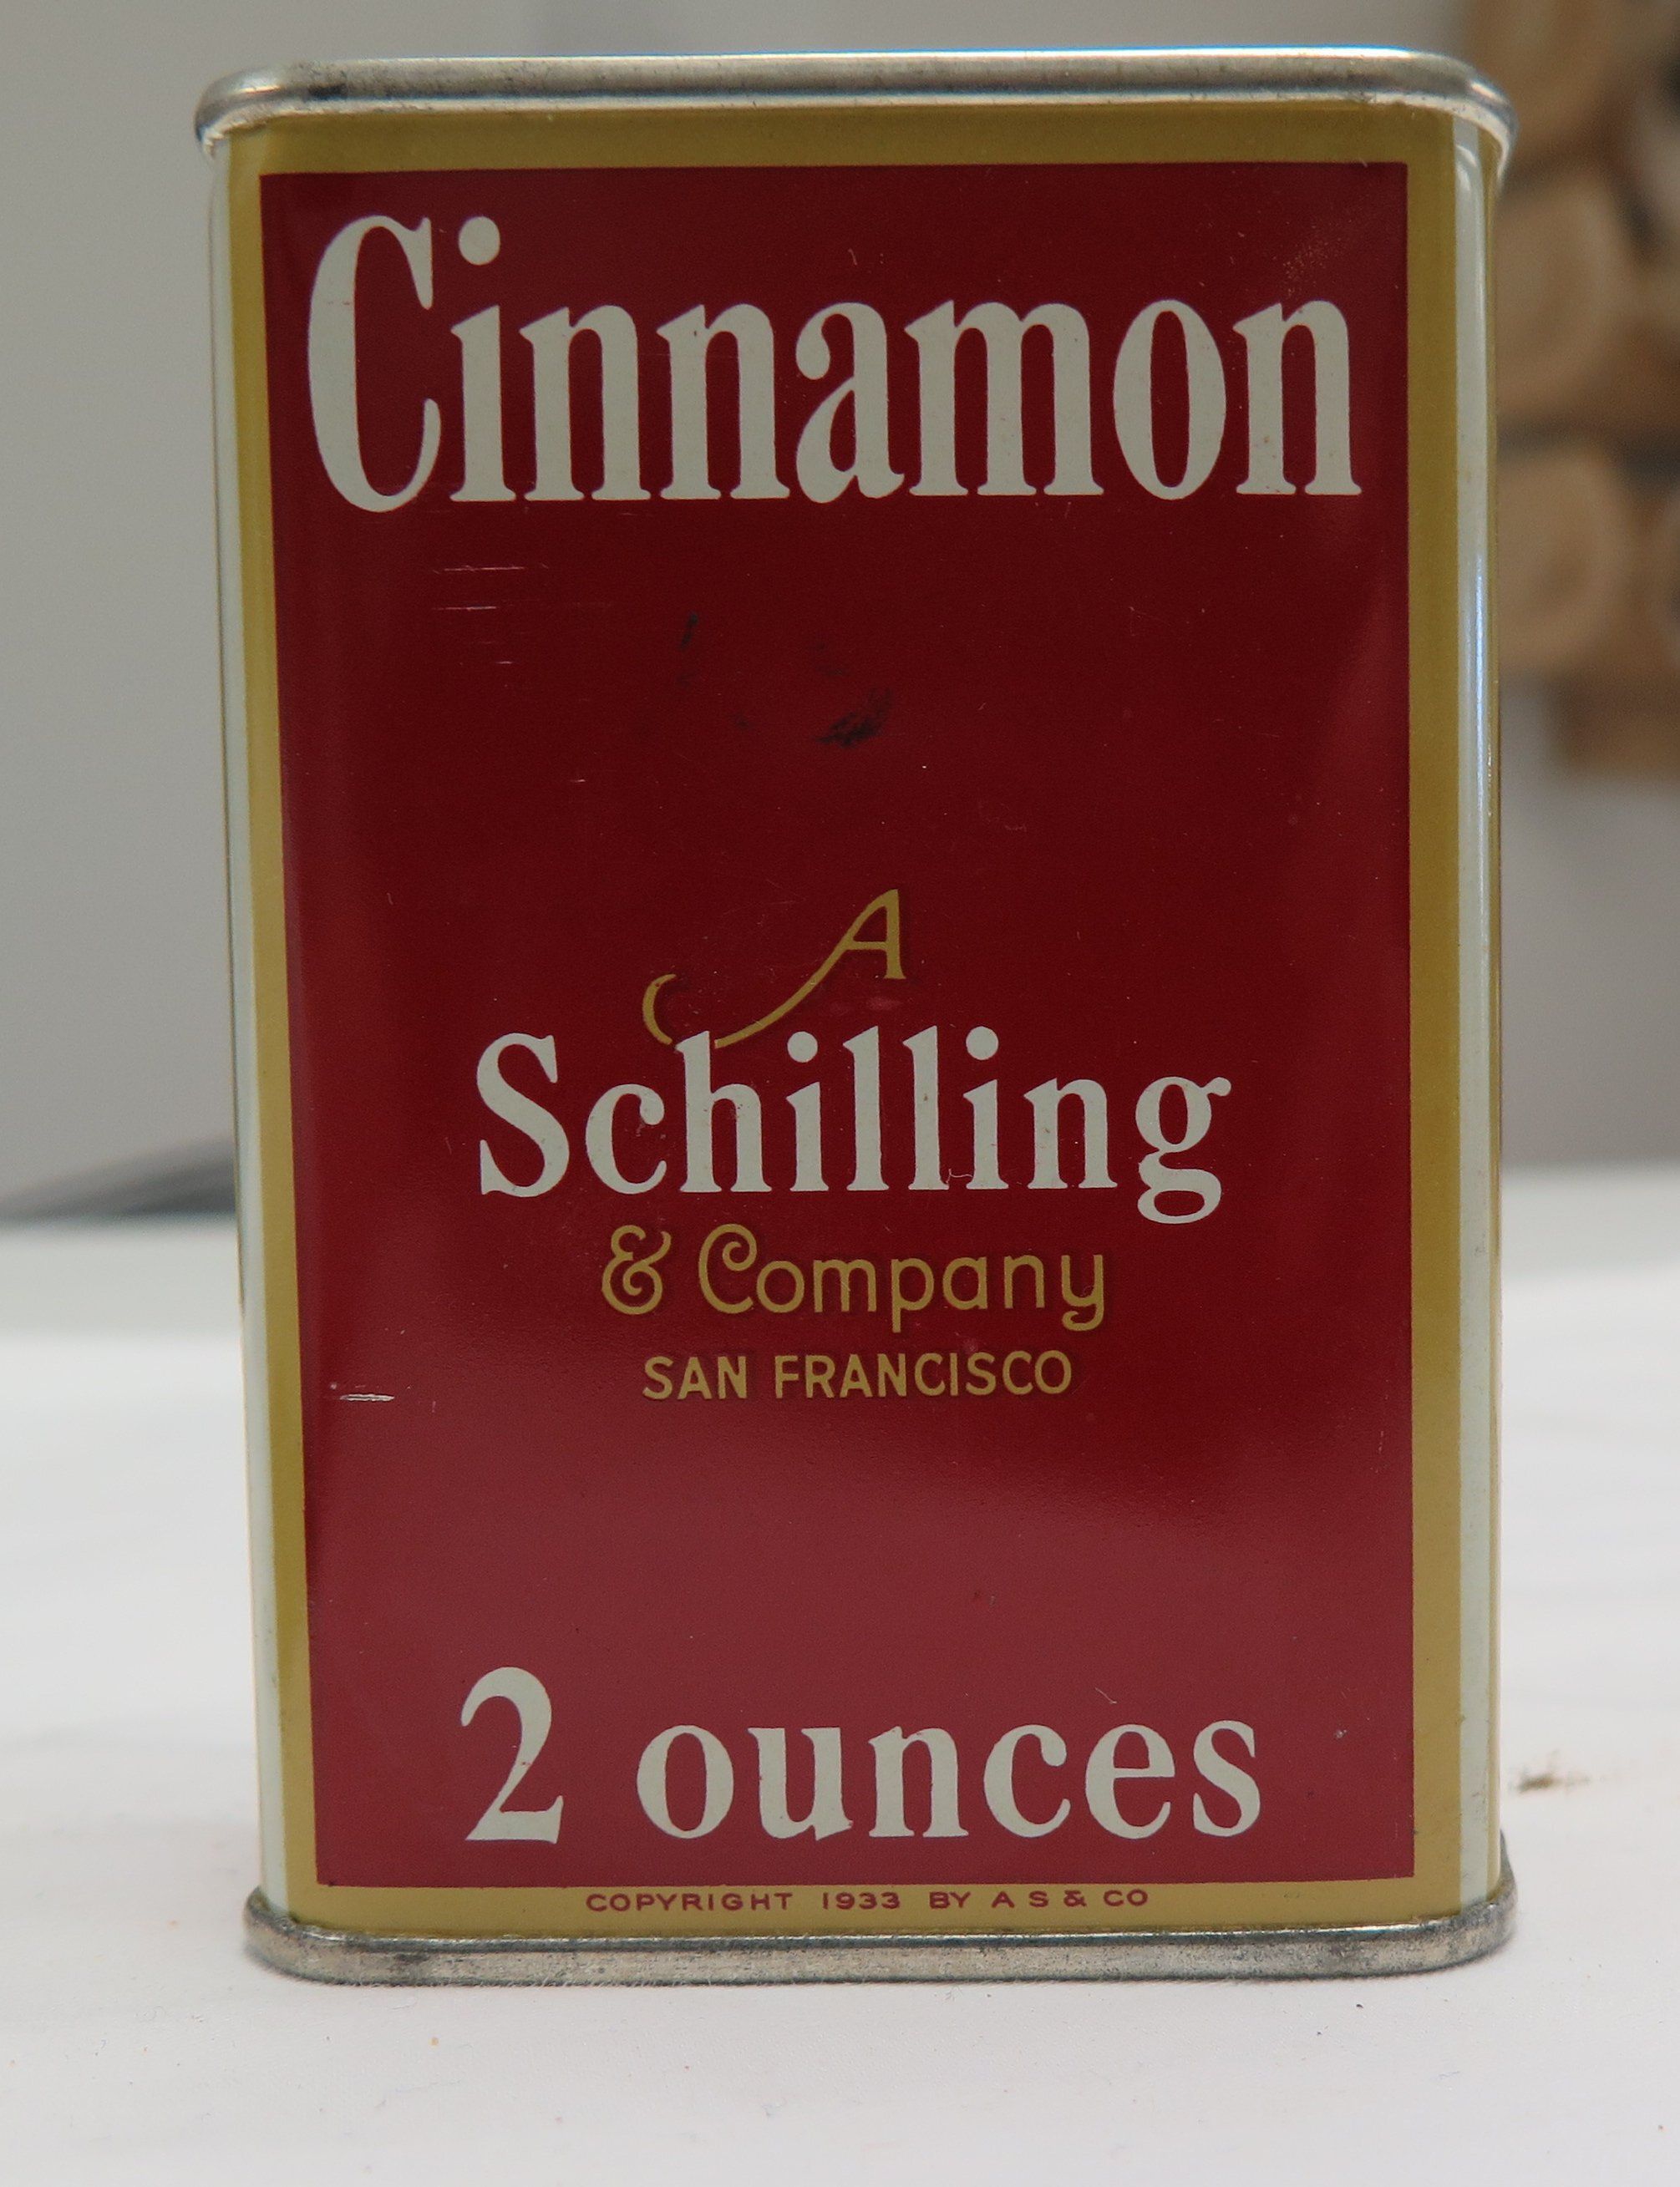 Cinnamon
A
Schilling
& Company
SAN FRANCISCO
2 ounces
COPYRIGHT 1933 BY A S & CO